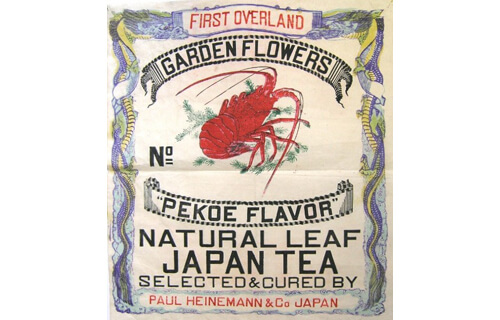 FIRST OVERLAND
GARDEN FLOWERS
No
"PEKOE FLAVOR"
NATURAL LEAF
JAPAN TEA
SELECTED & CURED BY
PAUL HEINEMANN & Co JAPAN